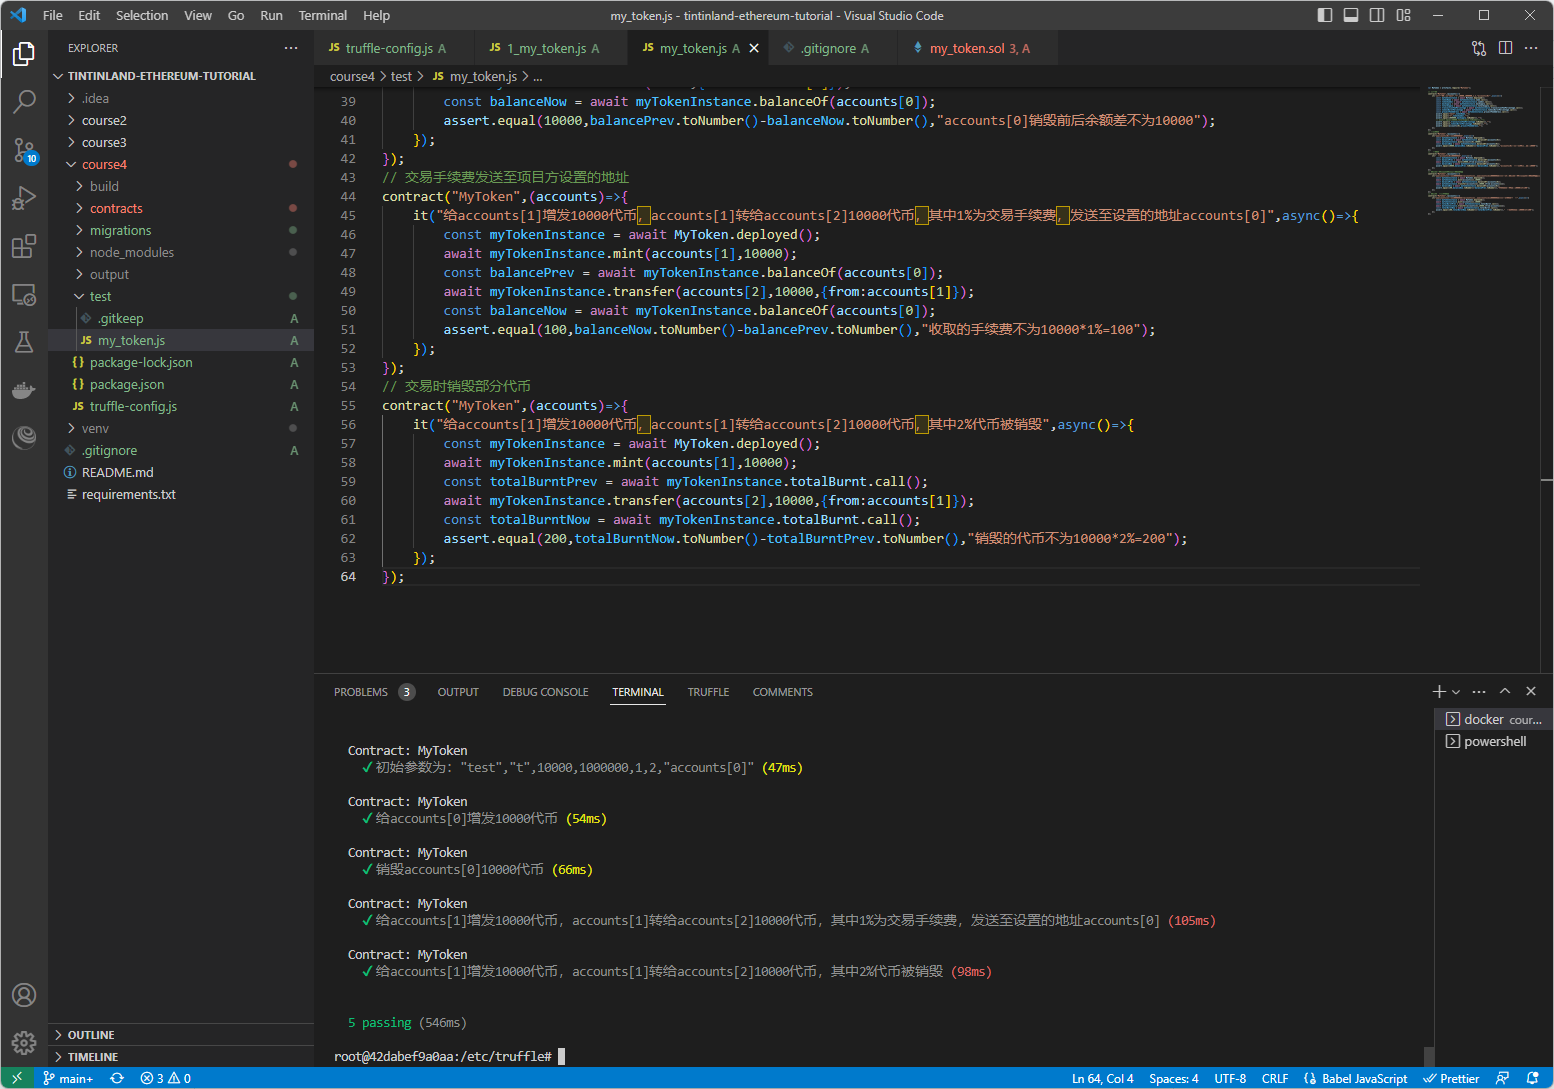 File Edit Selection View Go Run Terminal Help my_token.js - tintinland-ethereum-tutorial - Visual Studio Code
EXPLORER
TINTINLAND-ETHEREUM-TUTORIAL
.idea
course2
course3
course4
build
contracts
migrations
node_modules
output
test
.gitkeep A
my_token.js A
package-lock.json A
package.json A
truffle-config.js A
venv
.gitignore A
README.md
requirements.txt
OUTLINE
TIMELINE
10
JS truffle-config.js A JS 1_my_token.js A JS my_token.js A .gitignore A my_token.sol 3, A
course4 > test > JS my_token.js > ...
39 const balanceNow = await myTokenInstance.balanceOf(accounts[0]);
40 assert.equal(10000,balancePrev.toNumber()-balanceNow.toNumber(),"accounts[0]销毁前后余额差不为10000");
41 });
42 });
43 // 交易手续费发送至项目方设置的地址
44 contract("MyToken",(accounts)=>{
45 it("给accounts[1]增发10000代币，accounts[1]转给accounts[2]10000代币，其中1%为交易手续费，发送至设置的地址accounts[0]",async()=>{
46 const myTokenInstance = await MyToken.deployed();
47 await myTokenInstance.mint(accounts[1],10000);
48 const balancePrev = await myTokenInstance.balanceOf(accounts[0]);
49 await myTokenInstance.transfer(accounts[2],10000,{from:accounts[1]});
50 const balanceNow = await myTokenInstance.balanceOf(accounts[0]);
51 assert.equal(100,balanceNow.toNumber()-balancePrev.toNumber(),"收取的手续费不为10000*1%=100");
52 });
53 });
54 // 交易时销毁部分代币
55 contract("MyToken",(accounts)=>{
56 it("给accounts[1]增发10000代币，accounts[1]转给accounts[2]10000代币，其中2%代币被销毁",async()=>{
57 const myTokenInstance = await MyToken.deployed();
58 await myTokenInstance.mint(accounts[1],10000);
59 const totalBurntPrev = await myTokenInstance.totalBurnt.call();
60 await myTokenInstance.transfer(accounts[2],10000,{from:accounts[1]});
61 const totalBurntNow = await myTokenInstance.totalBurnt.call();
62 assert.equal(200,totalBurntNow.toNumber()-totalBurntPrev.toNumber(),"销毁的代币不为10000*2%=200");
63 });
64 });
PROBLEMS 3 OUTPUT DEBUG CONSOLE TERMINAL TRUFFLE COMMENTS
docker cour...
powershell
Contract: MyToken
✓ 初始参数为："test","t",10000,1000000,1,2,"accounts[0]" (47ms)
Contract: MyToken
✓ 给accounts[0]增发10000代币 (54ms)
Contract: MyToken
✓ 销毁accounts[0]10000代币 (66ms)
Contract: MyToken
✓ 给accounts[1]增发10000代币，accounts[1]转给accounts[2]10000代币，其中1%为交易手续费，发送至设置的地址accounts[0] (105ms)
Contract: MyToken
✓ 给accounts[1]增发10000代币，accounts[1]转给accounts[2]10000代币，其中2%代币被销毁 (98ms)
5 passing (546ms)
root@42dabef9a0aa:/etc/truffle#
main+ 3 0 Ln 64, Col 4 Spaces: 4 UTF-8 CRLF {} Babel JavaScript Prettier